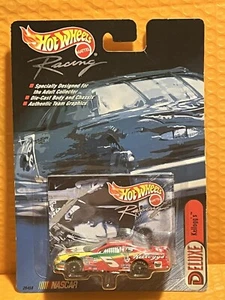 Hot Wheels
Mattel
Racing
Specially Designed for
the Adult Collector
Die-Cast Body and Chassis
Authentic Team Graphics
Hot Wheels
Racing
Kellogg's
DELUXE
NASCAR